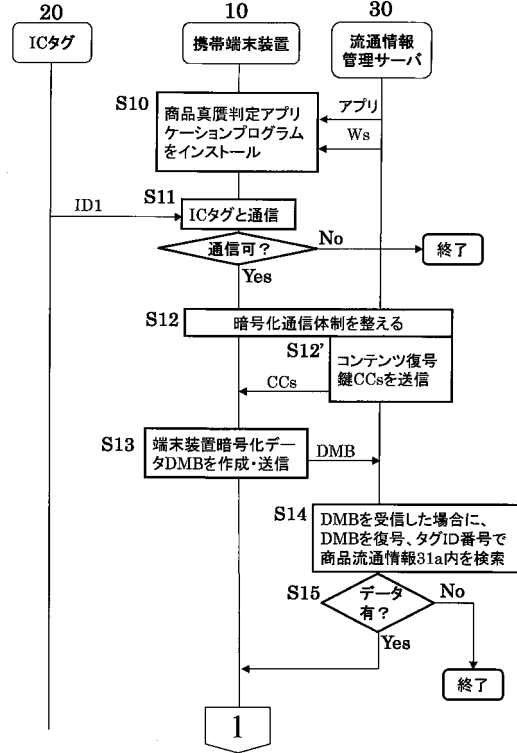 20
10
30
ICタグ
携帯端末装置
流通情報
管理サーバ
S10
商品真贋判定アプリ
ケーションプログラム
をインストール
アプリ
Ws
S11
ID1
ICタグと通信
通信可?
No
終了
Yes
S12
暗号化通信体制を整える
S12'
コンテンツ復号
鍵CCsを送信
CCs
S13
端末装置暗号化デー
タDMBを作成・送信
DMB
S14
DMBを受信した場合に、
DMBを復号、タグID番号で
商品流通情報31a内を検索
S15
データ
有?
No
Yes
終了
1